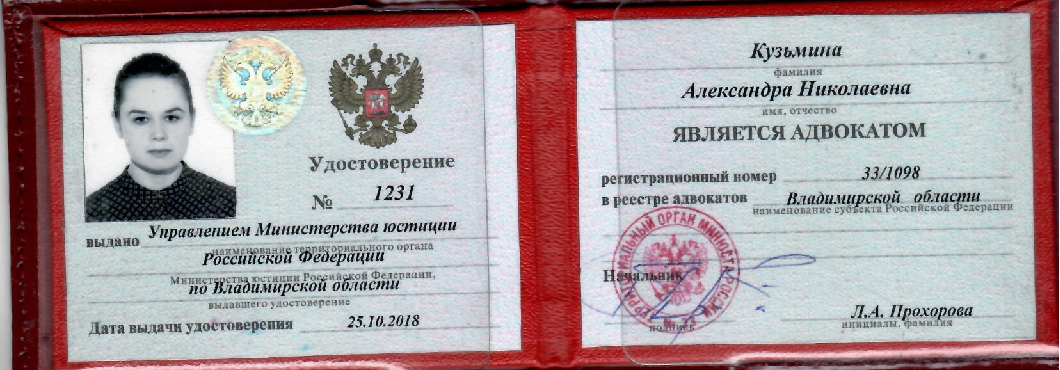 Удостоверение
№ 1231
выдано Управлением Министерства юстиции
наименование территориального органа
Российской Федерации
Министерства юстиции Российской Федерации,
по Владимирской области
выдавшего удостоверение
Дата выдачи удостоверения 25.10.2018
Кузьмина
фамилия
Александра Николаевна
имя, отчество
ЯВЛЯЕТСЯ АДВОКАТОМ
регистрационный номер 33/1098
в реестре адвокатов Владимирской области
наименование субъекта Российской Федерации
Начальник
подпись
Л.А. Прохорова
инициалы, фамилия